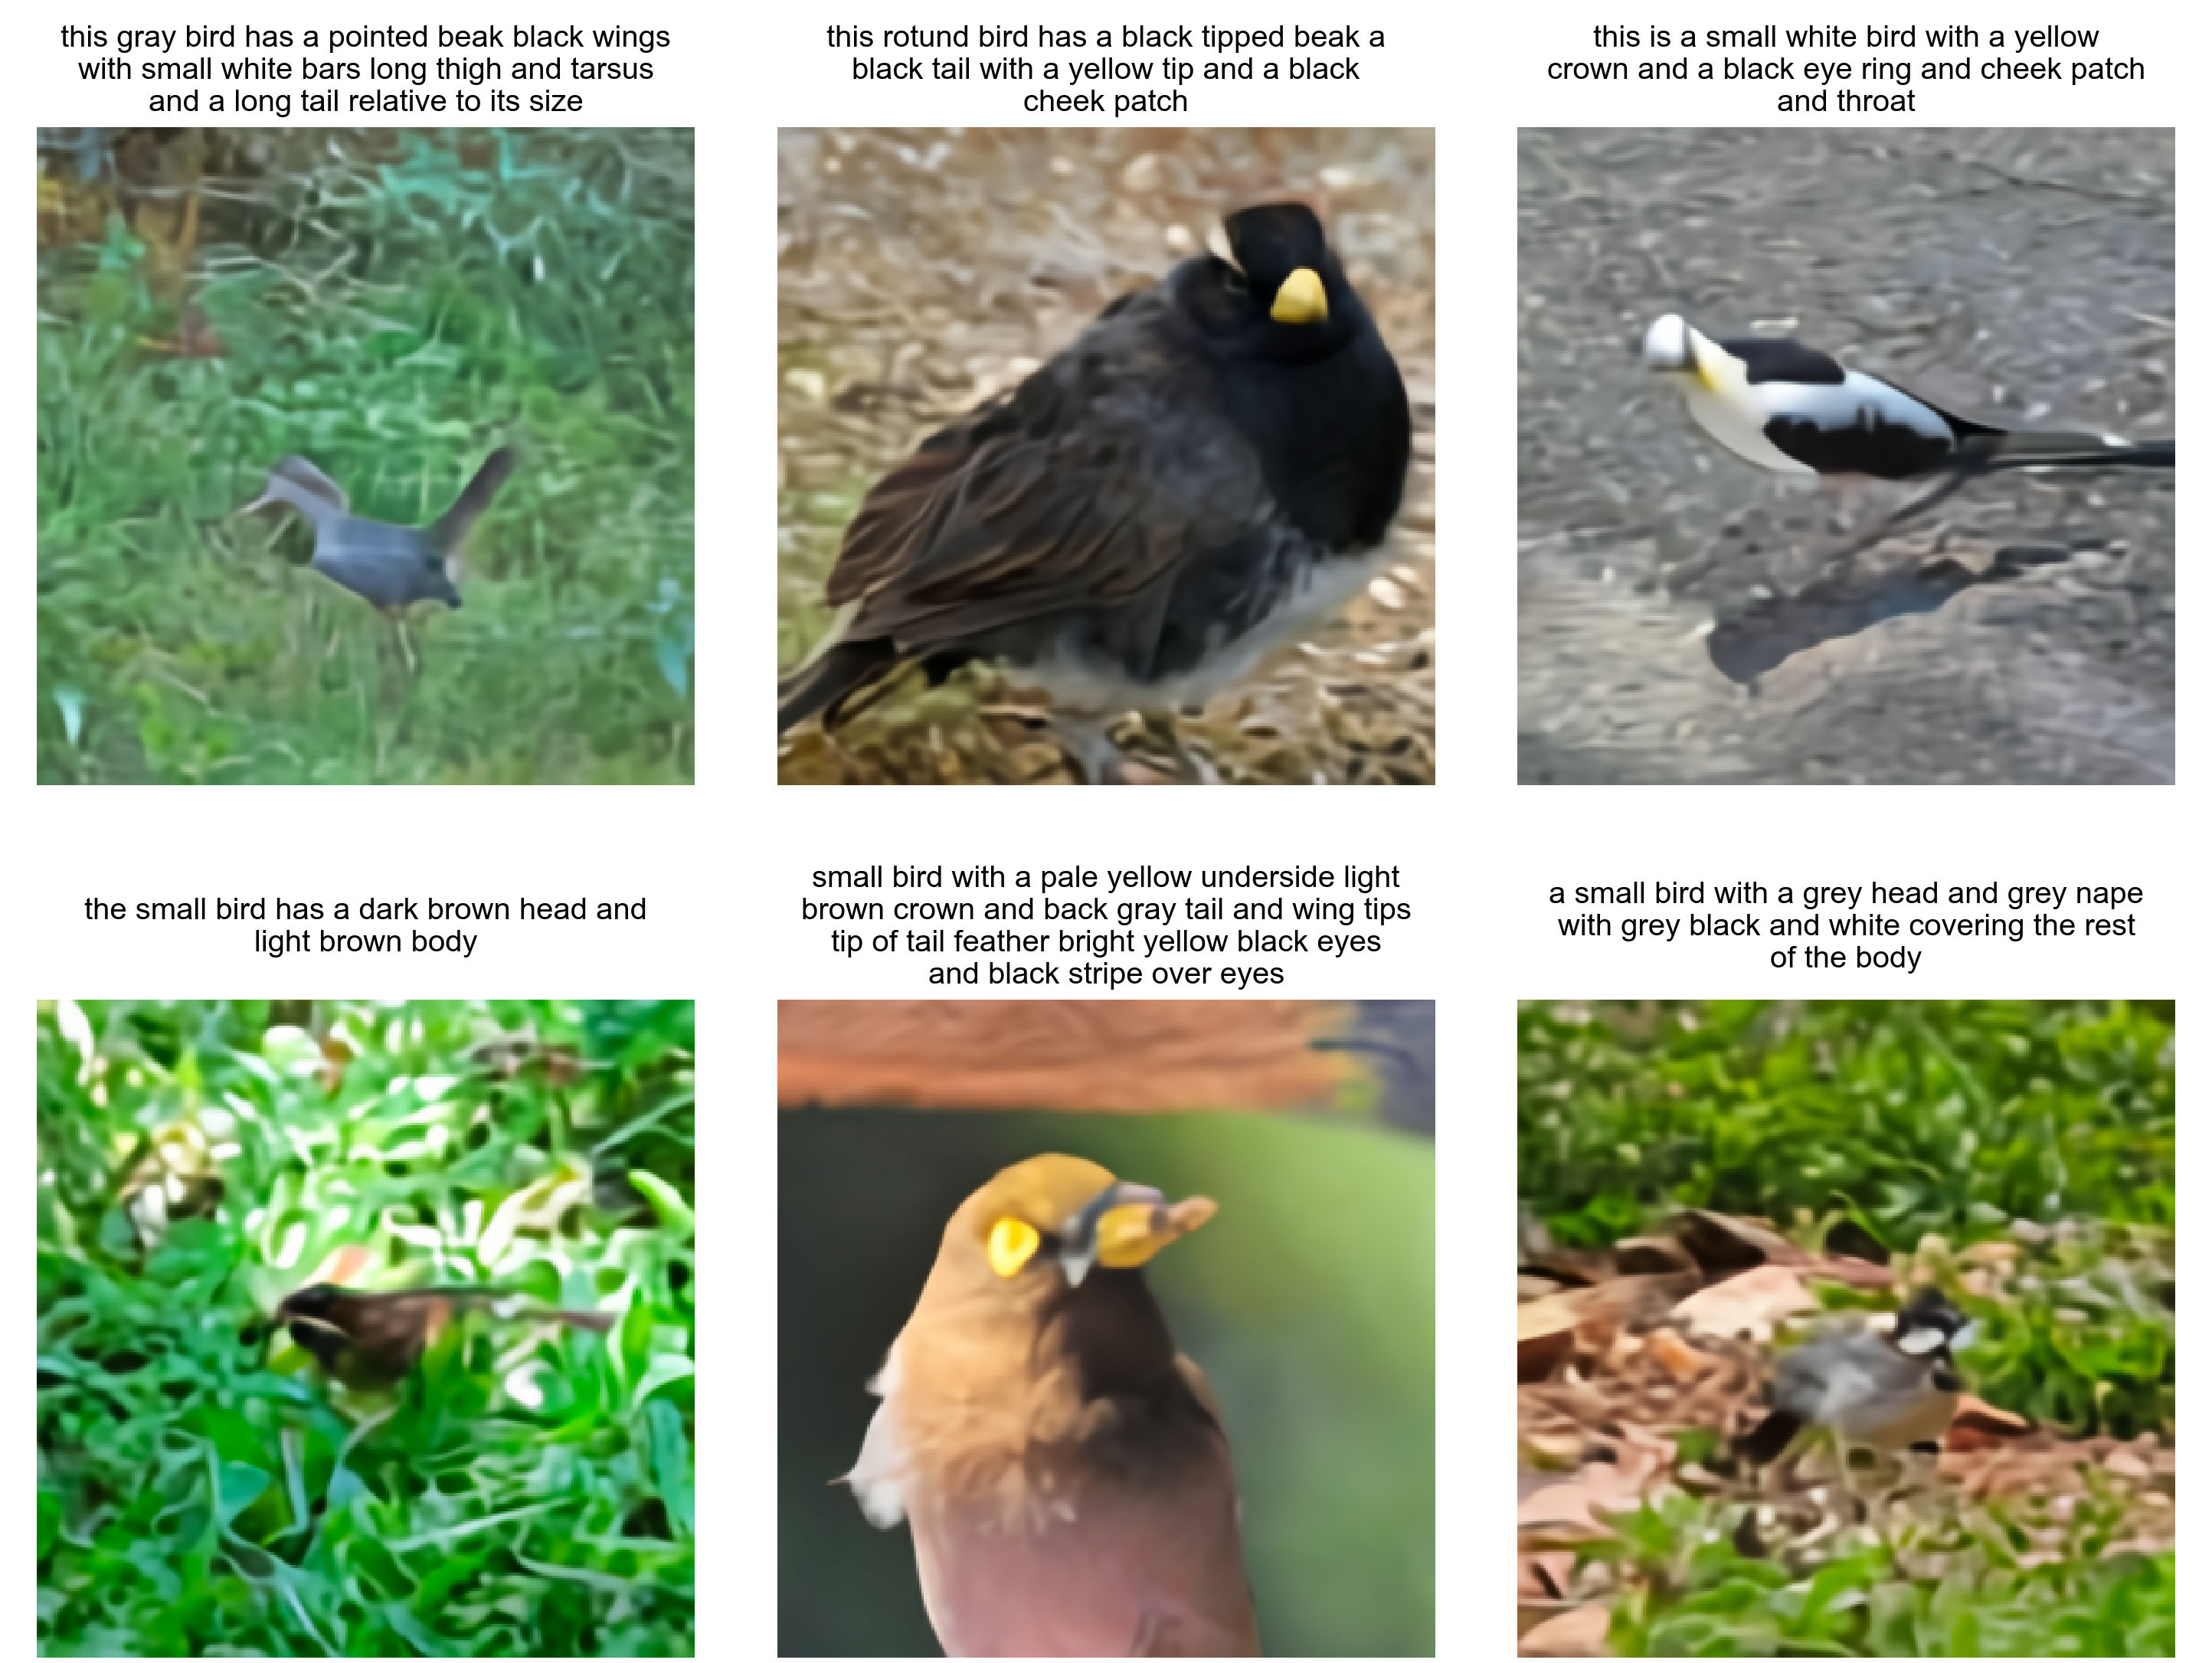 this gray bird has a pointed beak black wings
with small white bars long thigh and tarsus
and a long tail relative to its size
this rotund bird has a black tipped beak a
black tail with a yellow tip and a black
cheek patch
this is a small white bird with a yellow
crown and a black eye ring and cheek patch
and throat
the small bird has a dark brown head and
light brown body
small bird with a pale yellow underside light
brown crown and back gray tail and wing tips
tip of tail feather bright yellow black eyes
and black stripe over eyes
a small bird with a grey head and grey nape
with grey black and white covering the rest
of the body